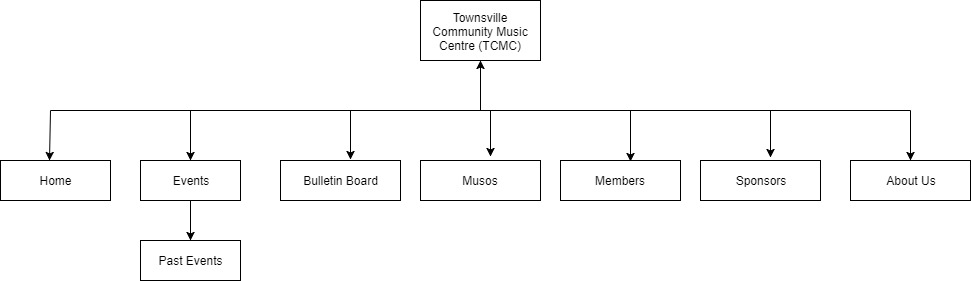 Townsville
Community Music
Centre (TCMC)
Home
Events
Bulletin Board
Musos
Members
Sponsors
About Us
Past Events